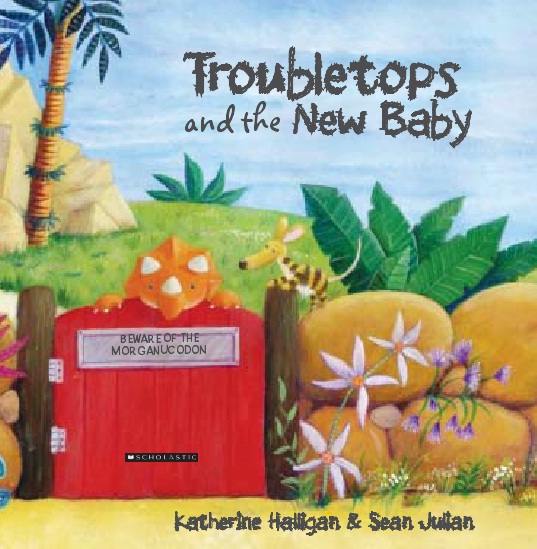 Troubletops
and the New Baby
BEWARE OF THE
MORGANUCODON
SCHOLASTIC
Katherine Halligan & Sean Julian